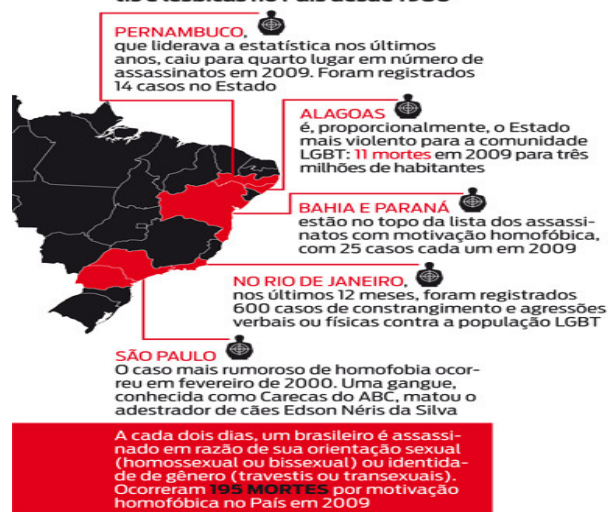 PERNAMBUCO,
que liderava a estatística nos últimos
anos, caiu para quarto lugar em número de
assassinatos em 2009. Foram registrados
14 casos no Estado
ALAGOAS
é, proporcionalmente, o Estado
mais violento para a comunidade
LGBT: 11 mortes em 2009 para três
milhões de habitantes
BAHIA E PARANÁ
estão no topo da lista dos assassi-
natos com motivação homofóbica,
com 25 casos cada um em 2009
NO RIO DE JANEIRO,
nos últimos 12 meses, foram registrados
600 casos de constrangimento e agressões
verbais ou físicas contra a população LGBT
SÃO PAULO
O caso mais rumoroso de homofobia ocor-
reu em fevereiro de 2000. Uma gangue,
conhecida como Carecas do ABC, matou o
adestrador de cães Edson Néris da Silva
A cada dois dias, um brasileiro é assassi-
nado em razão de sua orientação sexual
(homossexual ou bissexual) ou identida-
de de gênero (travestis ou transexuais).
Ocorreram 195 MORTES por motivação
homofóbica no País em 2009